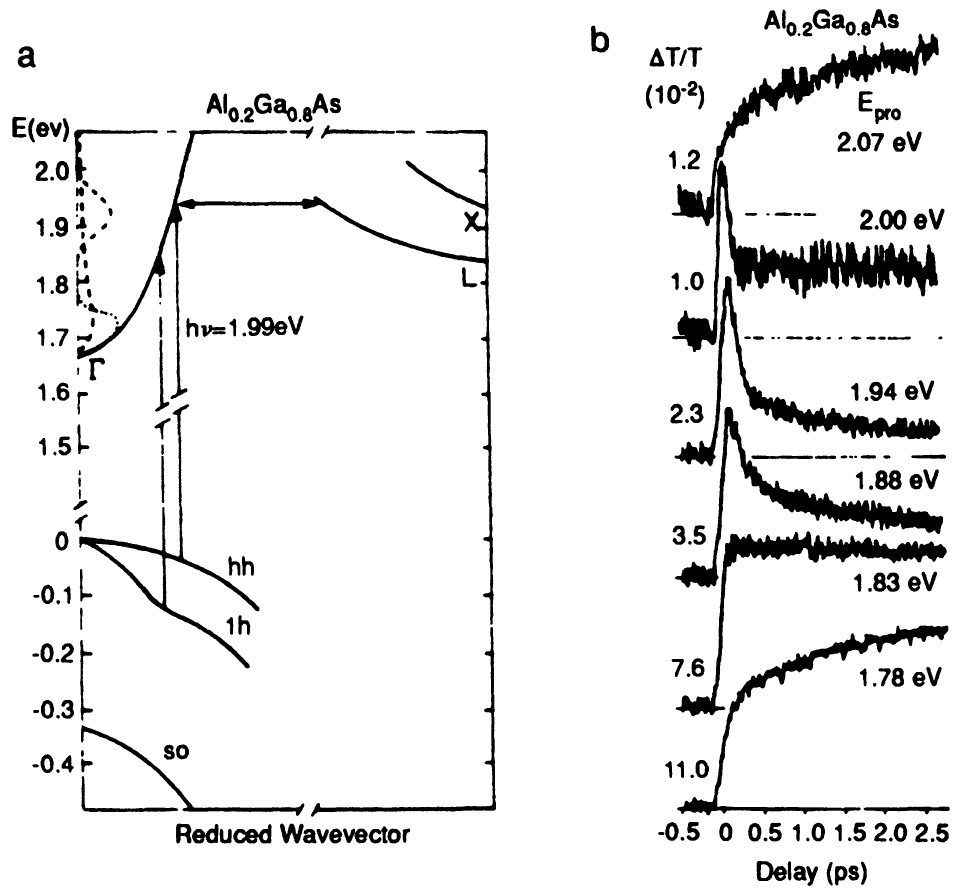 a
Al0.2Ga0.8As
E(ev)
2.0
1.9
1.8
1.7
1.6
1.5
0
-0.1
-0.2
-0.3
-0.4
X
L
Γ
hν=1.99eV
hh
1h
so
Reduced Wavevector
b
Al0.2Ga0.8As
ΔT/T
(10-2)
Epro
2.07 eV
1.2
2.00 eV
1.0
1.94 eV
2.3
1.88 eV
3.5
1.83 eV
7.6
1.78 eV
11.0
-0.5 0 0.5 1.0 1.5 2.0 2.5
Delay (ps)